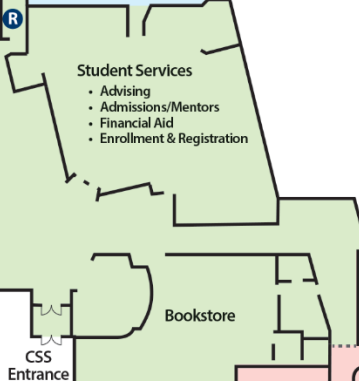 R
Student Services
• Advising
• Admissions/Mentors
• Financial Aid
• Enrollment & Registration
Bookstore
CSS
Entrance